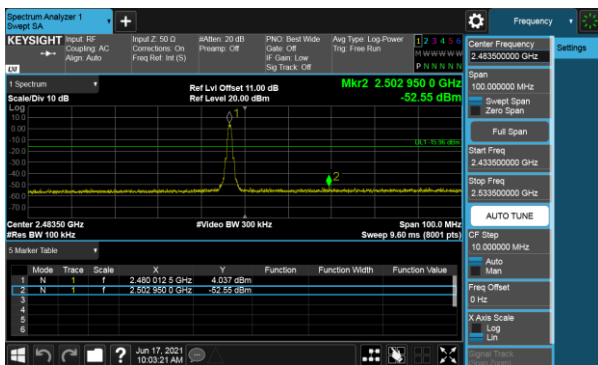 Spectrum Analyzer 1
Swept SA
Frequency
KEYSIGHT
Input: RF
Coupling: AC
Align: Auto
Input Z: 50 Ω
Corrections: On
Freq Ref: Int (S)
#Atten: 20 dB
Preamp: Off
PNO: Best Wide
Gate: Off
IF Gain: Low
Sig Track: Off
Avg Type: Log-Power
Trig: Free Run
1 2 3 4 5 6
M W W W W W
P N N N N N
LXI
1 Spectrum
Scale/Div 10 dB
Ref Lvl Offset 11.00 dB
Ref Level 20.00 dBm
Mkr2 2.502 950 0 GHz
-52.55 dBm
Log
10.0
0.00
-10.0
-20.0
-30.0
-40.0
-50.0
-60.0
-70.0
1
2
DL1 -15.96 dBm
Center 2.48350 GHz
#Res BW 100 kHz
#Video BW 300 kHz
Span 100.0 MHz
Sweep 9.60 ms (8001 pts)
5 Marker Table
Mode Trace Scale X Y Function Function Width Function Value
1 N 1 f 2.480 012 5 GHz 4.037 dBm
2 N 1 f 2.502 950 0 GHz -52.55 dBm
3
4
5
6
Jun 17, 2021
10:03:21 AM
Center Frequency
2.483500000 GHz
Settings
Span
100.000000 MHz
Swept Span
Zero Span
Full Span
Start Freq
2.433500000 GHz
Stop Freq
2.533500000 GHz
AUTO TUNE
CF Step
10.000000 MHz
Auto
Man
Freq Offset
0 Hz
X Axis Scale
Log
Lin
Signal Track
(Span Zoom)